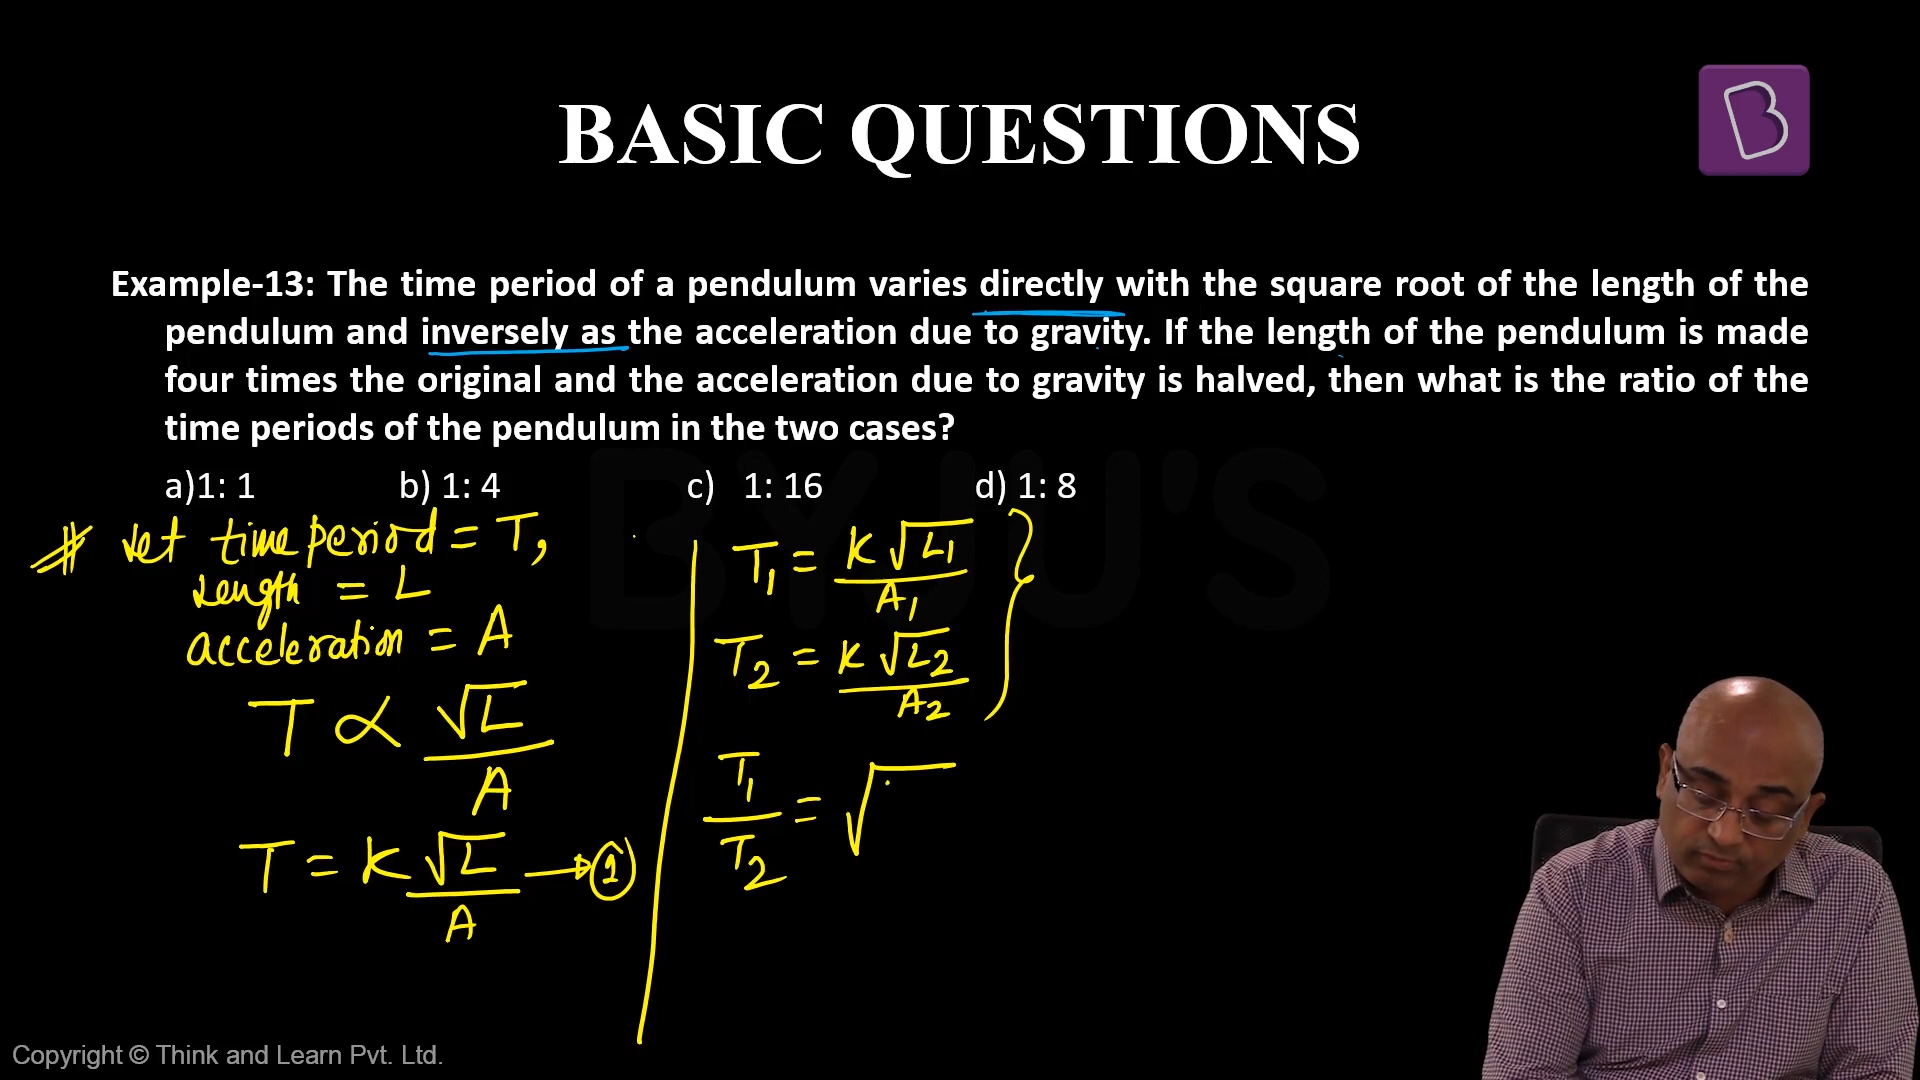 BASIC QUESTIONS
B
Example-13: The time period of a pendulum varies directly with the square root of the length of the
pendulum and inversely as the acceleration due to gravity. If the length of the pendulum is made
four times the original and the acceleration due to gravity is halved, then what is the ratio of the
time periods of the pendulum in the two cases?
a)1: 1 b) 1: 4 c) 1: 16 d) 1: 8
BYJU'S
# Let time period = T,
Length = L
acceleration = A
T ∝ √L / A
T = K √L / A → ①
T₁ = K√L₁ / A₁
T₂ = K√L₂ / A₂
T₁ / T₂ = √
Copyright © Think and Learn Pvt. Ltd.